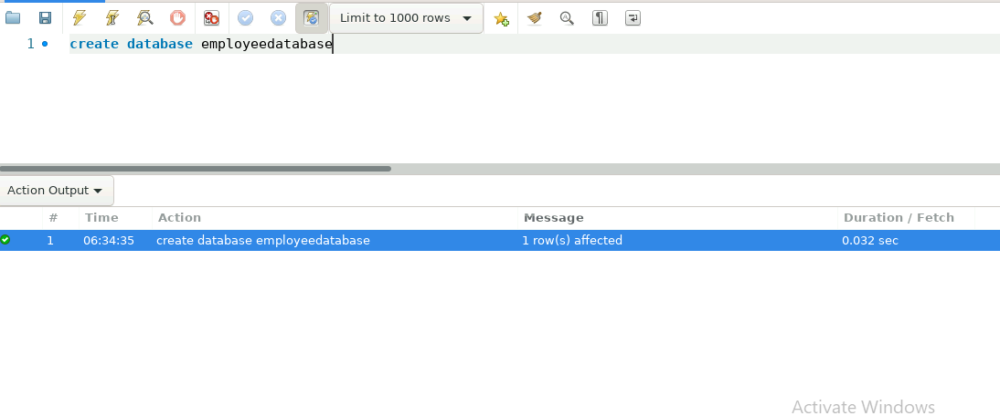 Limit to 1000 rows
1 create database employeedatabase
Action Output
# Time Action Message Duration / Fetch
1 06:34:35 create database employeedatabase 1 row(s) affected 0.032 sec
Activate Windows